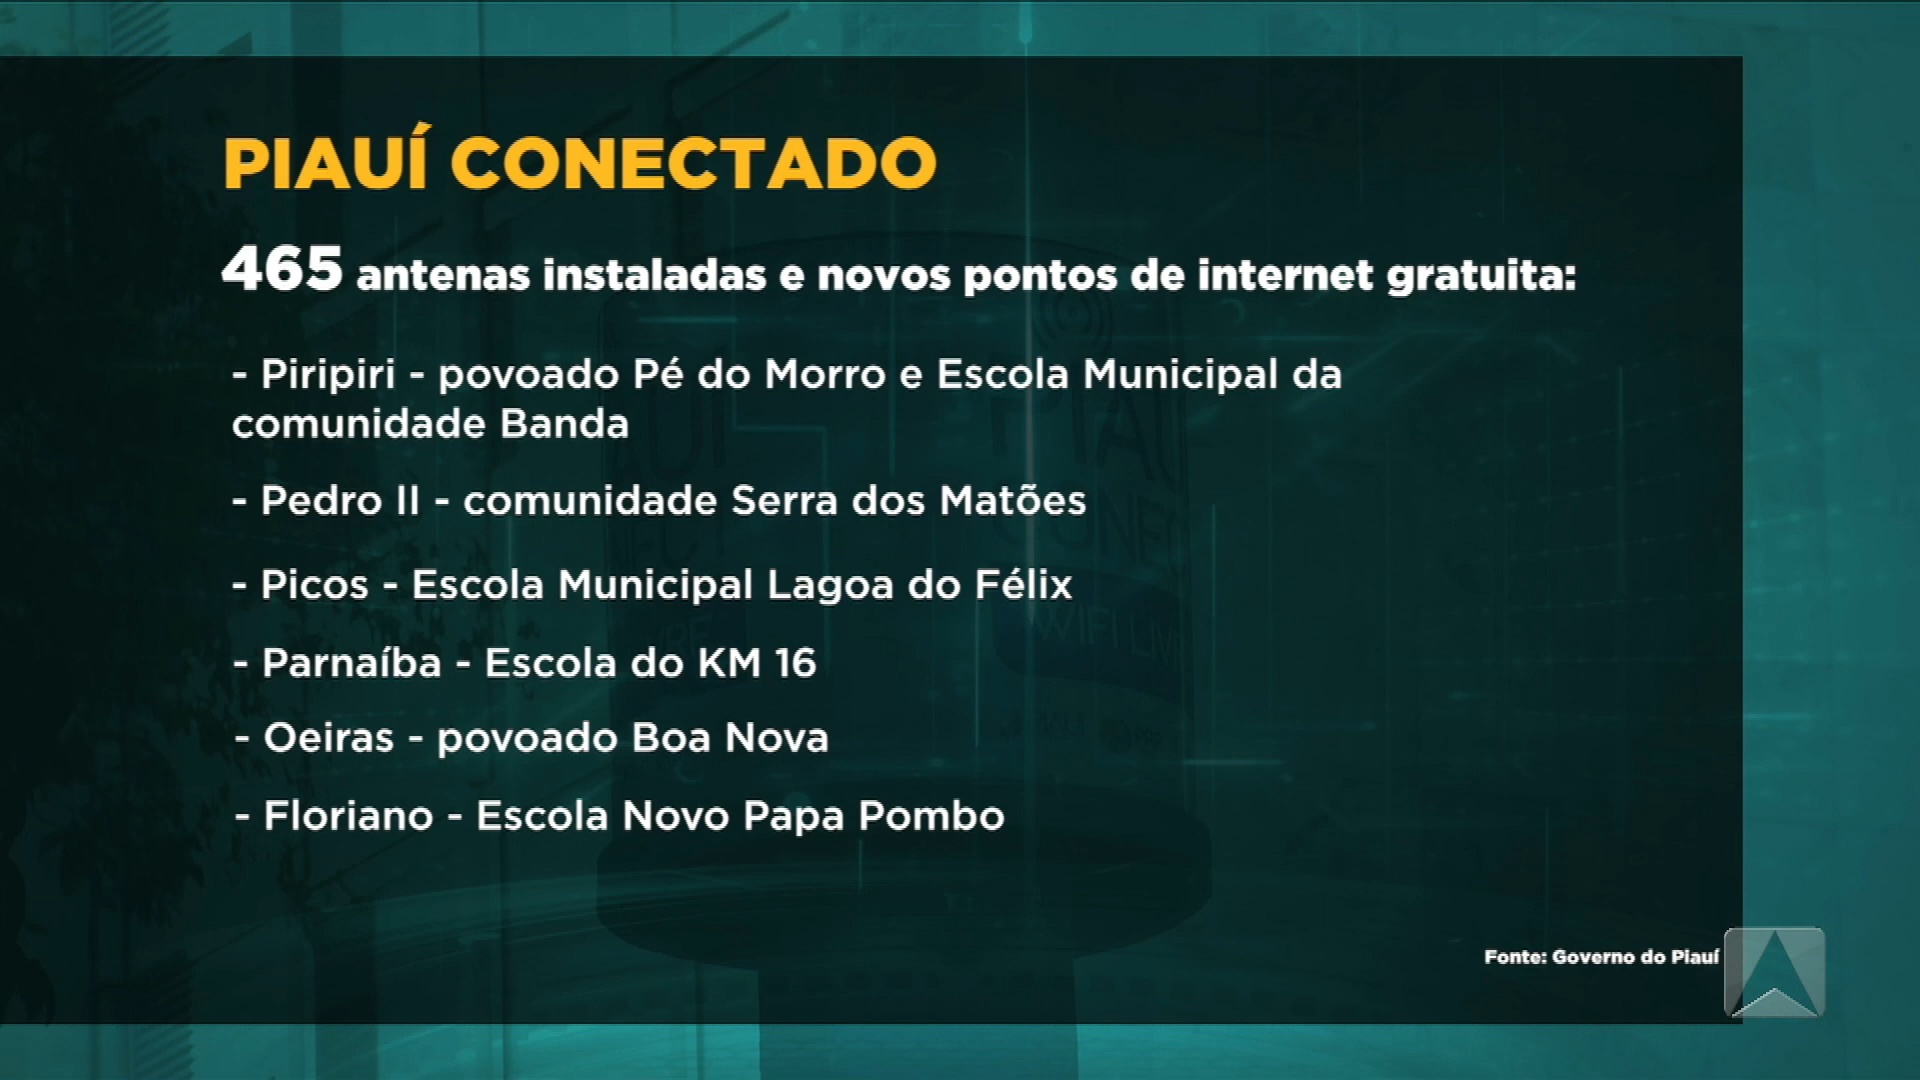 PIAUÍ CONECTADO
465 antenas instaladas e novos pontos de internet gratuita:
- Piripiri - povoado Pé do Morro e Escola Municipal da
comunidade Banda
- Pedro II - comunidade Serra dos Matões
- Picos - Escola Municipal Lagoa do Félix
- Parnaíba - Escola do KM 16
- Oeiras - povoado Boa Nova
- Floriano - Escola Novo Papa Pombo
Fonte: Governo do Piauí